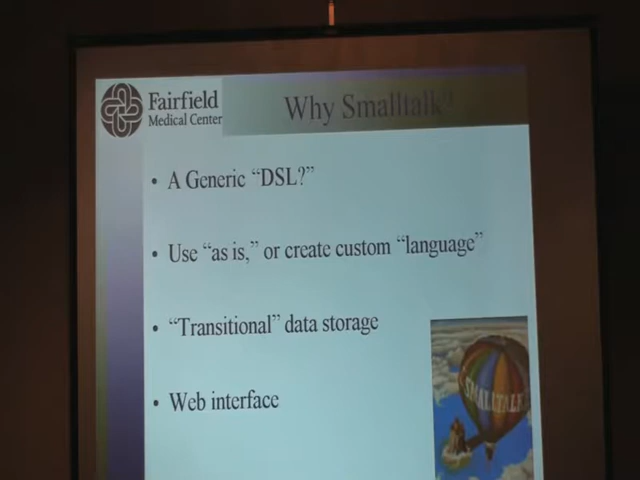 Fairfield
Medical Center
Why Smalltalk?
• A Generic “DSL?”
• Use “as is,” or create custom “language”
• “Transitional” data storage
• Web interface
SMALLTALK